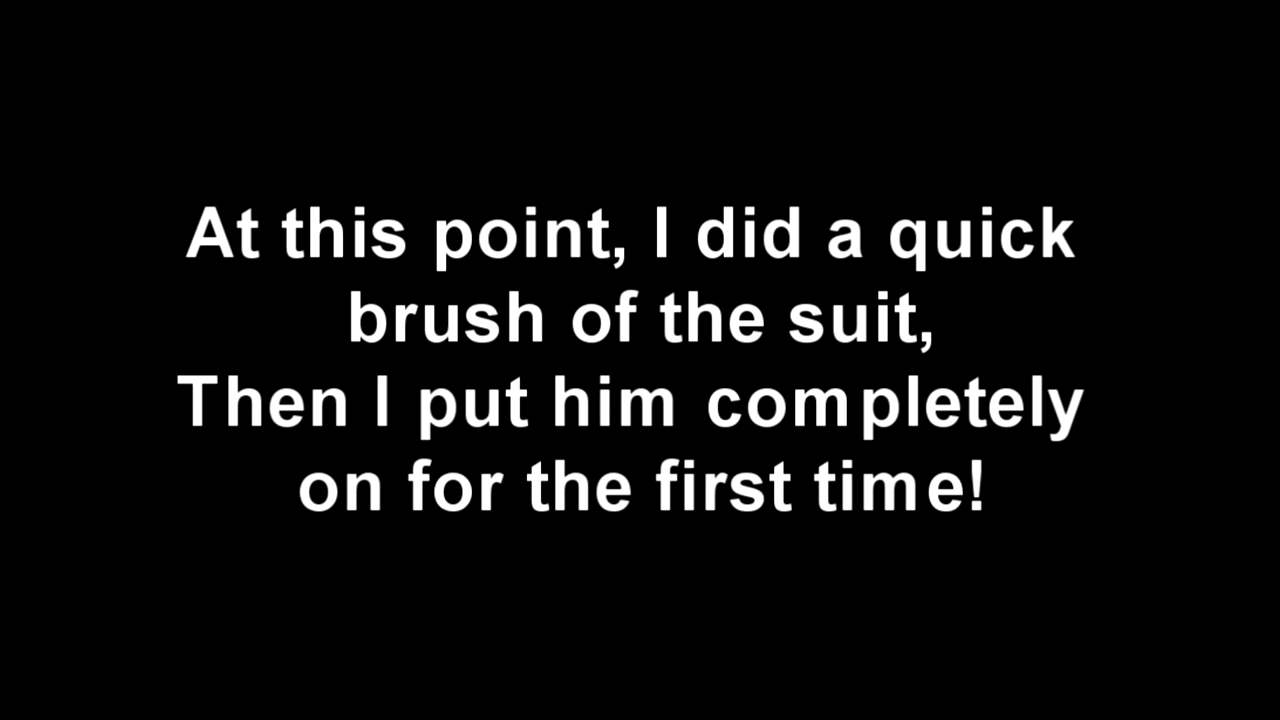 At this point, I did a quick
brush of the suit,
Then I put him completely
on for the first time!